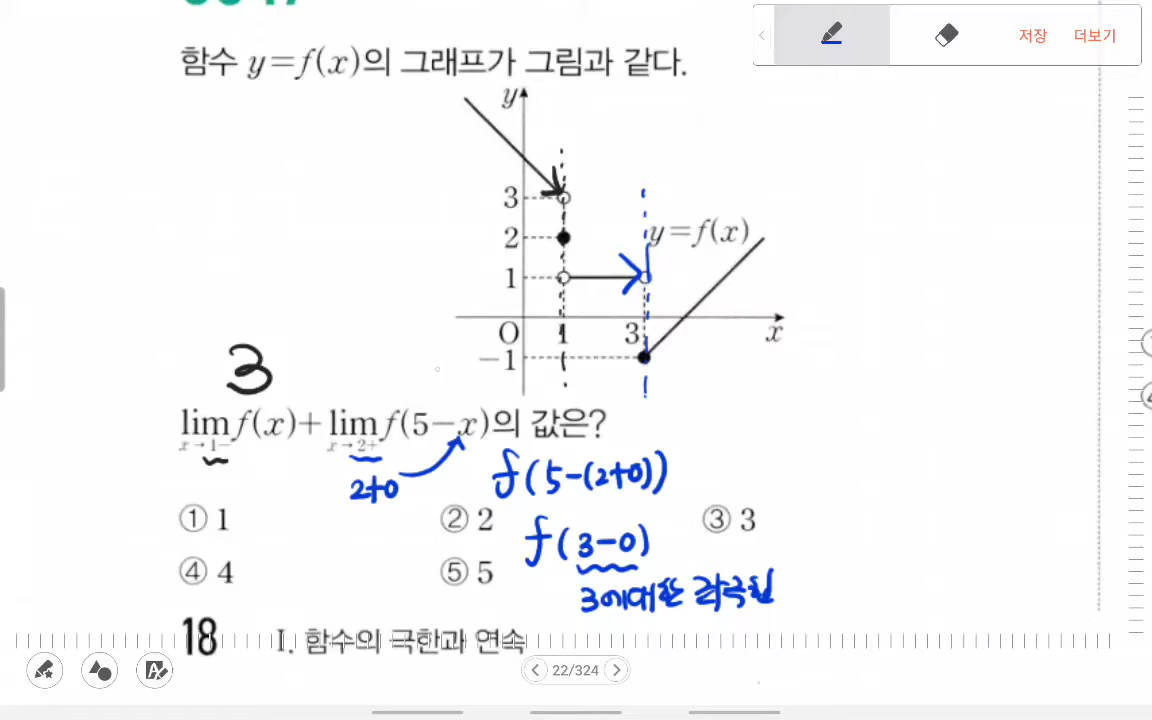 저장 더보기
함수 y=f(x)의 그래프가 그림과 같다.
y
3
2
y=f(x)
1
O 1 3 x
-1
3
lim f(x)+lim f(5-x)의 값은?
x→1- x→2+
2+0
f(5-(2+0))
① 1 ② 2 ③ 3
f(3-0)
④ 4 ⑤ 5
3에대한
18 Ⅰ. 함수의 극한과 연속
22/324